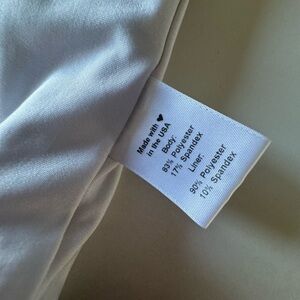 Made with ♥
in the USA
Body:
83% Polyester
17% Spandex
Liner:
90% Polyester
10% Spandex